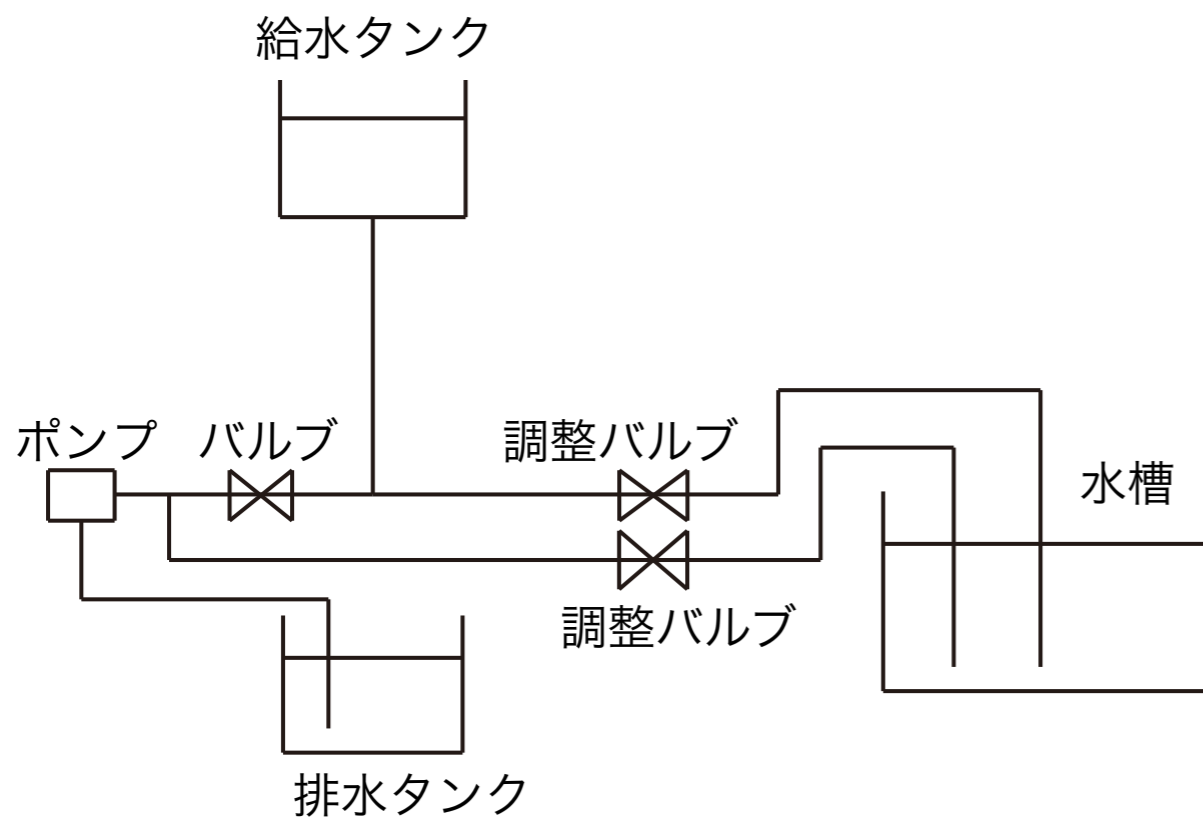 給水タンク
ポンプ
バルブ
調整バルブ
水槽
調整バルブ
排水タンク